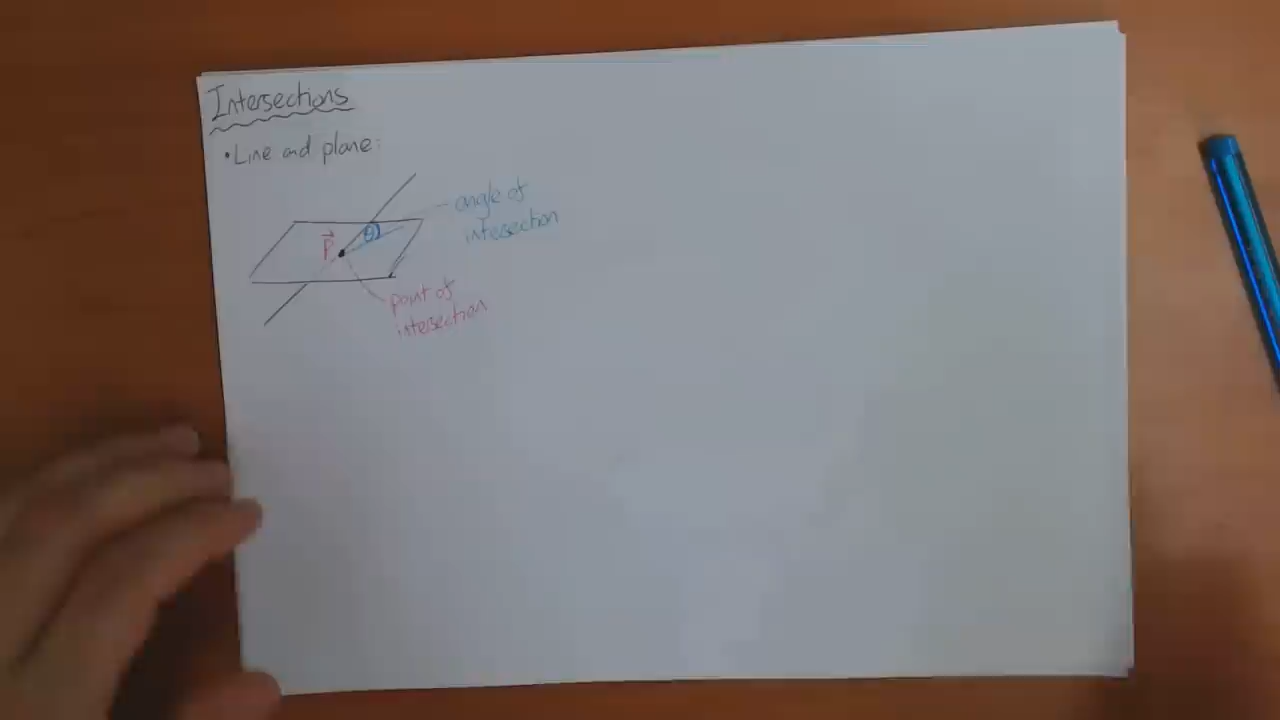 Intersections
• Line and plane:
angle of
intersection
θ
P⃗
point of
intersection